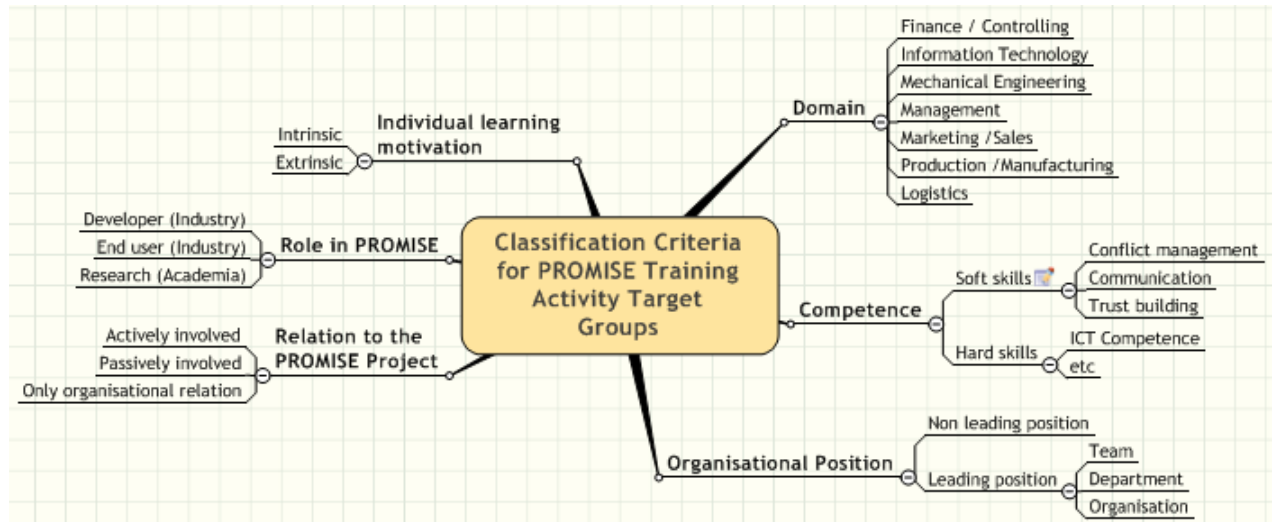 Classification Criteria
for PROMISE Training
Activity Target
Groups
Domain
Finance / Controlling
Information Technology
Mechanical Engineering
Management
Marketing /Sales
Production /Manufacturing
Logistics
Competence
Soft skills
Conflict management
Communication
Trust building
Hard skills
ICT Competence
etc
Organisational Position
Non leading position
Leading position
Team
Department
Organisation
Individual learning
motivation
Intrinsic
Extrinsic
Role in PROMISE
Developer (Industry)
End user (Industry)
Research (Academia)
Relation to the
PROMISE Project
Actively involved
Passively involved
Only organisational relation